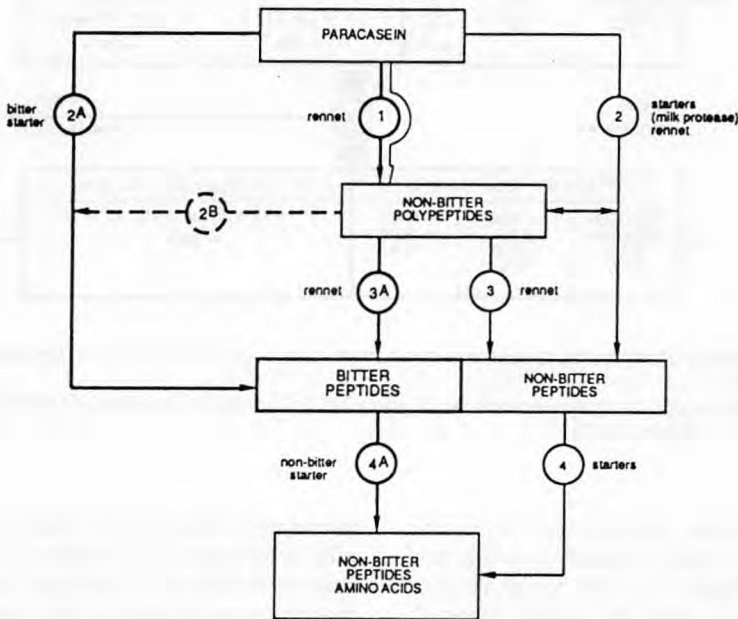 PARACASEIN
bitter
starter
2A
rennet
1
2
starters
(milk protease)
rennet
2B
NON-BITTER
POLYPEPTIDES
rennet
3A
3
rennet
BITTER
PEPTIDES
NON-BITTER
PEPTIDES
non-bitter
starter
4A
4
starters
NON-BITTER
PEPTIDES
AMINO ACIDS